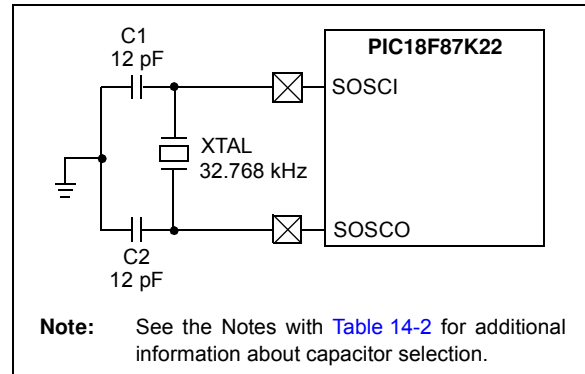 C1
12 pF
PIC18F87K22
SOSCI
XTAL
32.768 kHz
SOSCO
C2
12 pF
Note: See the Notes with Table 14-2 for additional
information about capacitor selection.